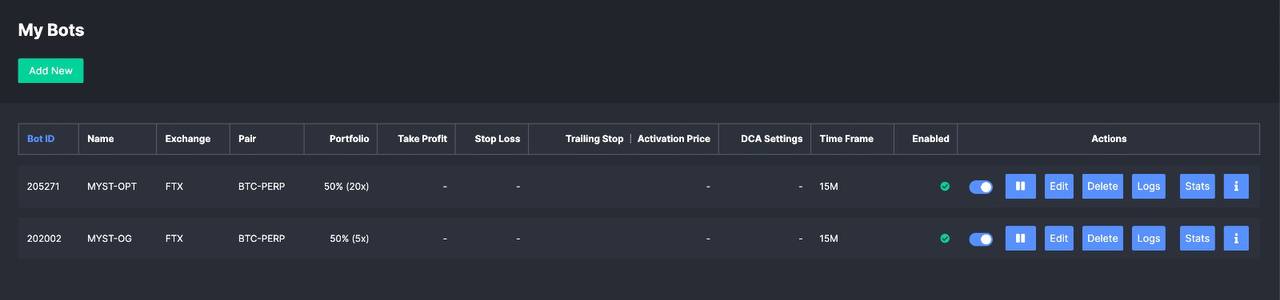 My Bots
Add New
Bot ID Name Exchange Pair Portfolio Take Profit Stop Loss Trailing Stop | Activation Price DCA Settings Time Frame Enabled Actions
205271 MYST-OPT FTX BTC-PERP 50% (20x) - - - - 15M Edit Delete Logs Stats i
202002 MYST-OG FTX BTC-PERP 50% (5x) - - - - 15M Edit Delete Logs Stats i